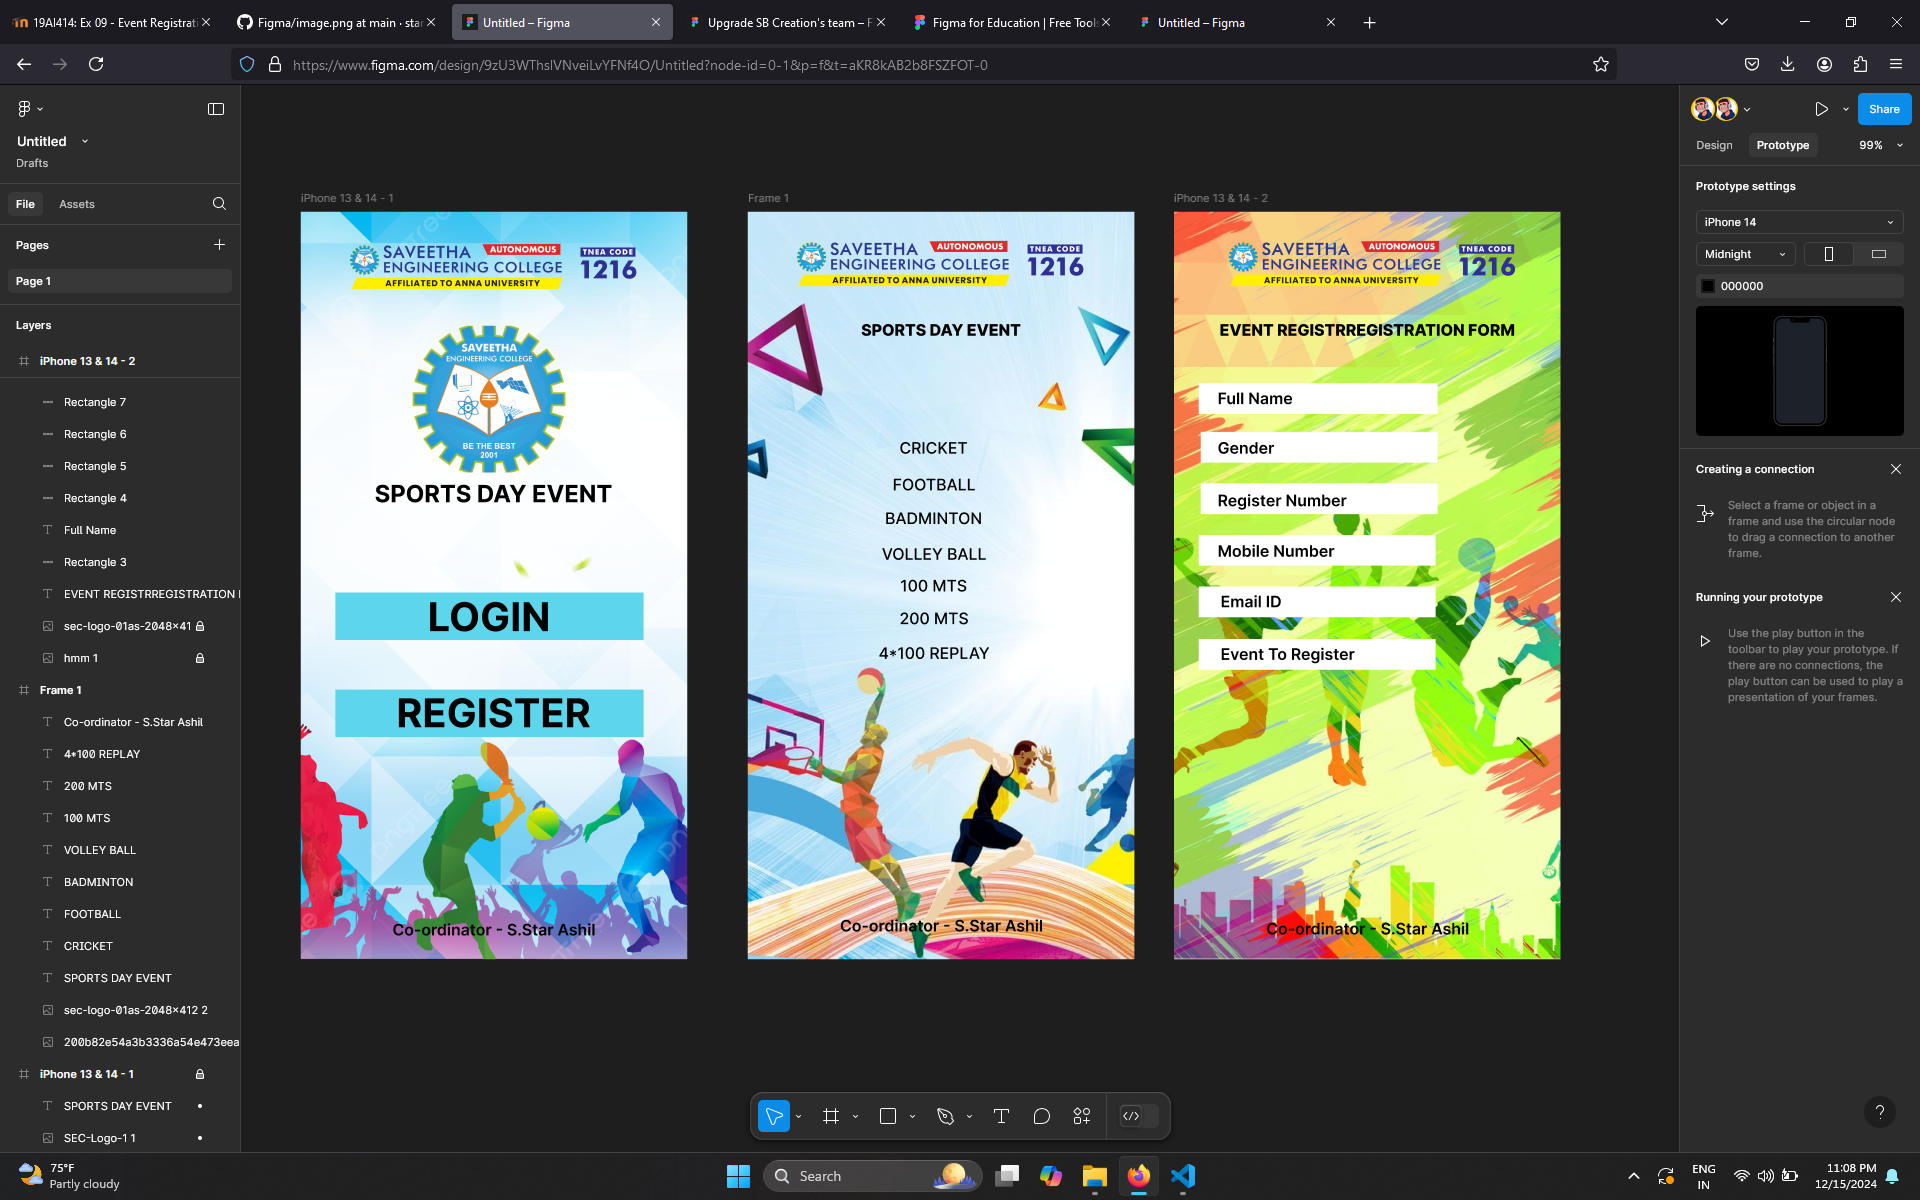 19AI414: Ex 09 - Event Registrati
Figma/image.png at main · star
Untitled – Figma
Upgrade SB Creation's team – F
Figma for Education | Free Tools
Untitled – Figma
https://www.figma.com/design/9zU3WThslVNveiLvYFNf4O/Untitled?node-id=0-1&p=f&t=aKR8kAB2b8FSZFOT-0
Untitled
Drafts
File
Assets
Pages
Page 1
Layers
iPhone 13 & 14 - 2
Rectangle 7
Rectangle 6
Rectangle 5
Rectangle 4
Full Name
Rectangle 3
EVENT REGISTRREGISTRATION
sec-logo-01as-2048×41
hmm 1
Frame 1
Co-ordinator - S.Star Ashil
4*100 REPLAY
200 MTS
100 MTS
VOLLEY BALL
BADMINTON
FOOTBALL
CRICKET
SPORTS DAY EVENT
sec-logo-01as-2048×412 2
200b82e54a3b3336a54e473eea
iPhone 13 & 14 - 1
SPORTS DAY EVENT
SEC-Logo-1 1
iPhone 13 & 14 - 1
SAVEETHA
AUTONOMOUS
ENGINEERING COLLEGE
AFFILIATED TO ANNA UNIVERSITY
TNEA CODE
1216
SAVEETHA
ENGINEERING COLLEGE
BE THE BEST
2001
SPORTS DAY EVENT
LOGIN
REGISTER
Co-ordinator - S.Star Ashil
Frame 1
SAVEETHA
AUTONOMOUS
ENGINEERING COLLEGE
AFFILIATED TO ANNA UNIVERSITY
TNEA CODE
1216
SPORTS DAY EVENT
CRICKET
FOOTBALL
BADMINTON
VOLLEY BALL
100 MTS
200 MTS
4*100 REPLAY
Co-ordinator - S.Star Ashil
iPhone 13 & 14 - 2
SAVEETHA
AUTONOMOUS
ENGINEERING COLLEGE
AFFILIATED TO ANNA UNIVERSITY
TNEA CODE
1216
EVENT REGISTRREGISTRATION FORM
Full Name
Gender
Register Number
Mobile Number
Email ID
Event To Register
Co-ordinator - S.Star Ashil
Share
Design
Prototype
99%
Prototype settings
iPhone 14
Midnight
000000
Creating a connection
Select a frame or object in a
frame and use the circular node
to drag a connection to another
frame.
Running your prototype
Use the play button in the
toolbar to play your prototype. If
there are no connections, the
play button can be used to play a
presentation of your frames.
?
75°F
Partly cloudy
Search
ENG
IN
11:08 PM
12/15/2024